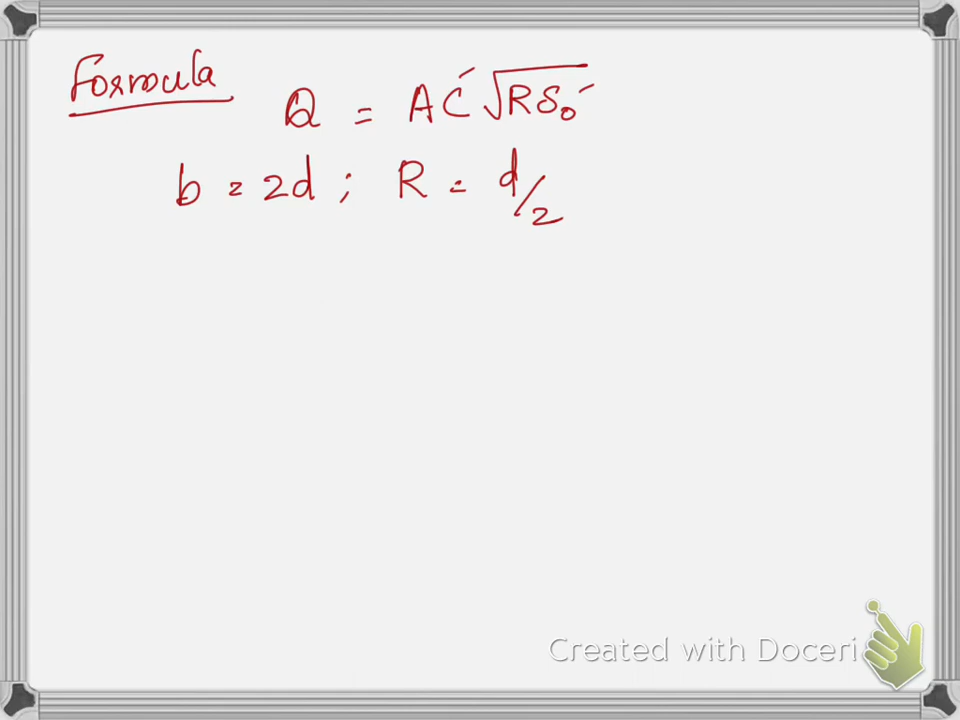 Formula
Q = AC √RS₀
b = 2d ; R = d/2
Created with Doceri